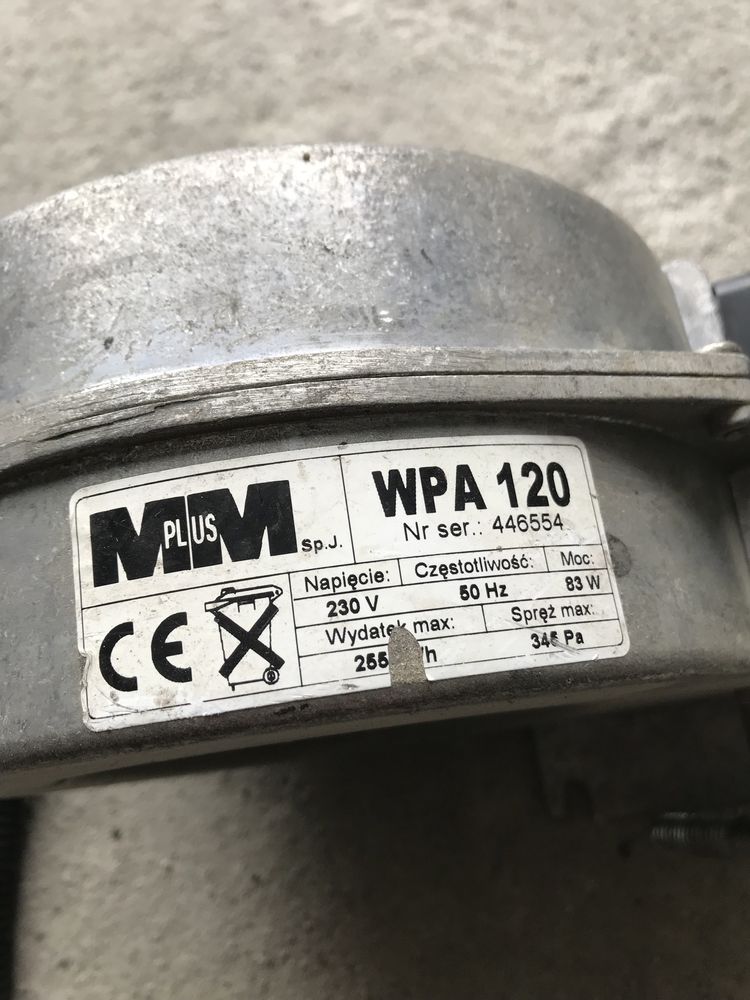 M PLUS M Sp.J.
WPA 120
Nr ser.: 446554
Napięcie: Częstotliwość: Moc:
230 V 50 Hz 83 W
Wydatek max: Spręż max:
Pa
CE